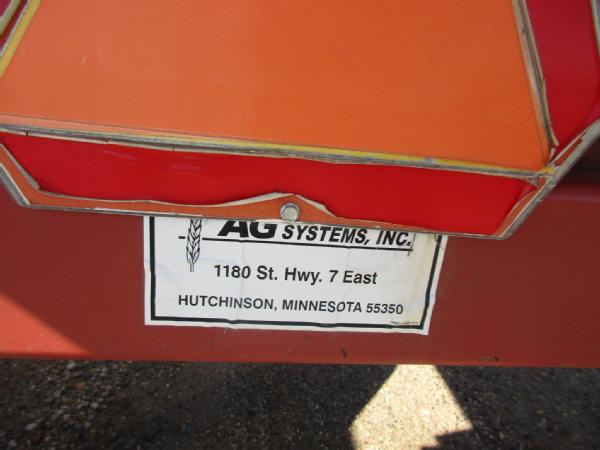 AG SYSTEMS, INC.
1180 St. Hwy. 7 East
HUTCHINSON, MINNESOTA 55350